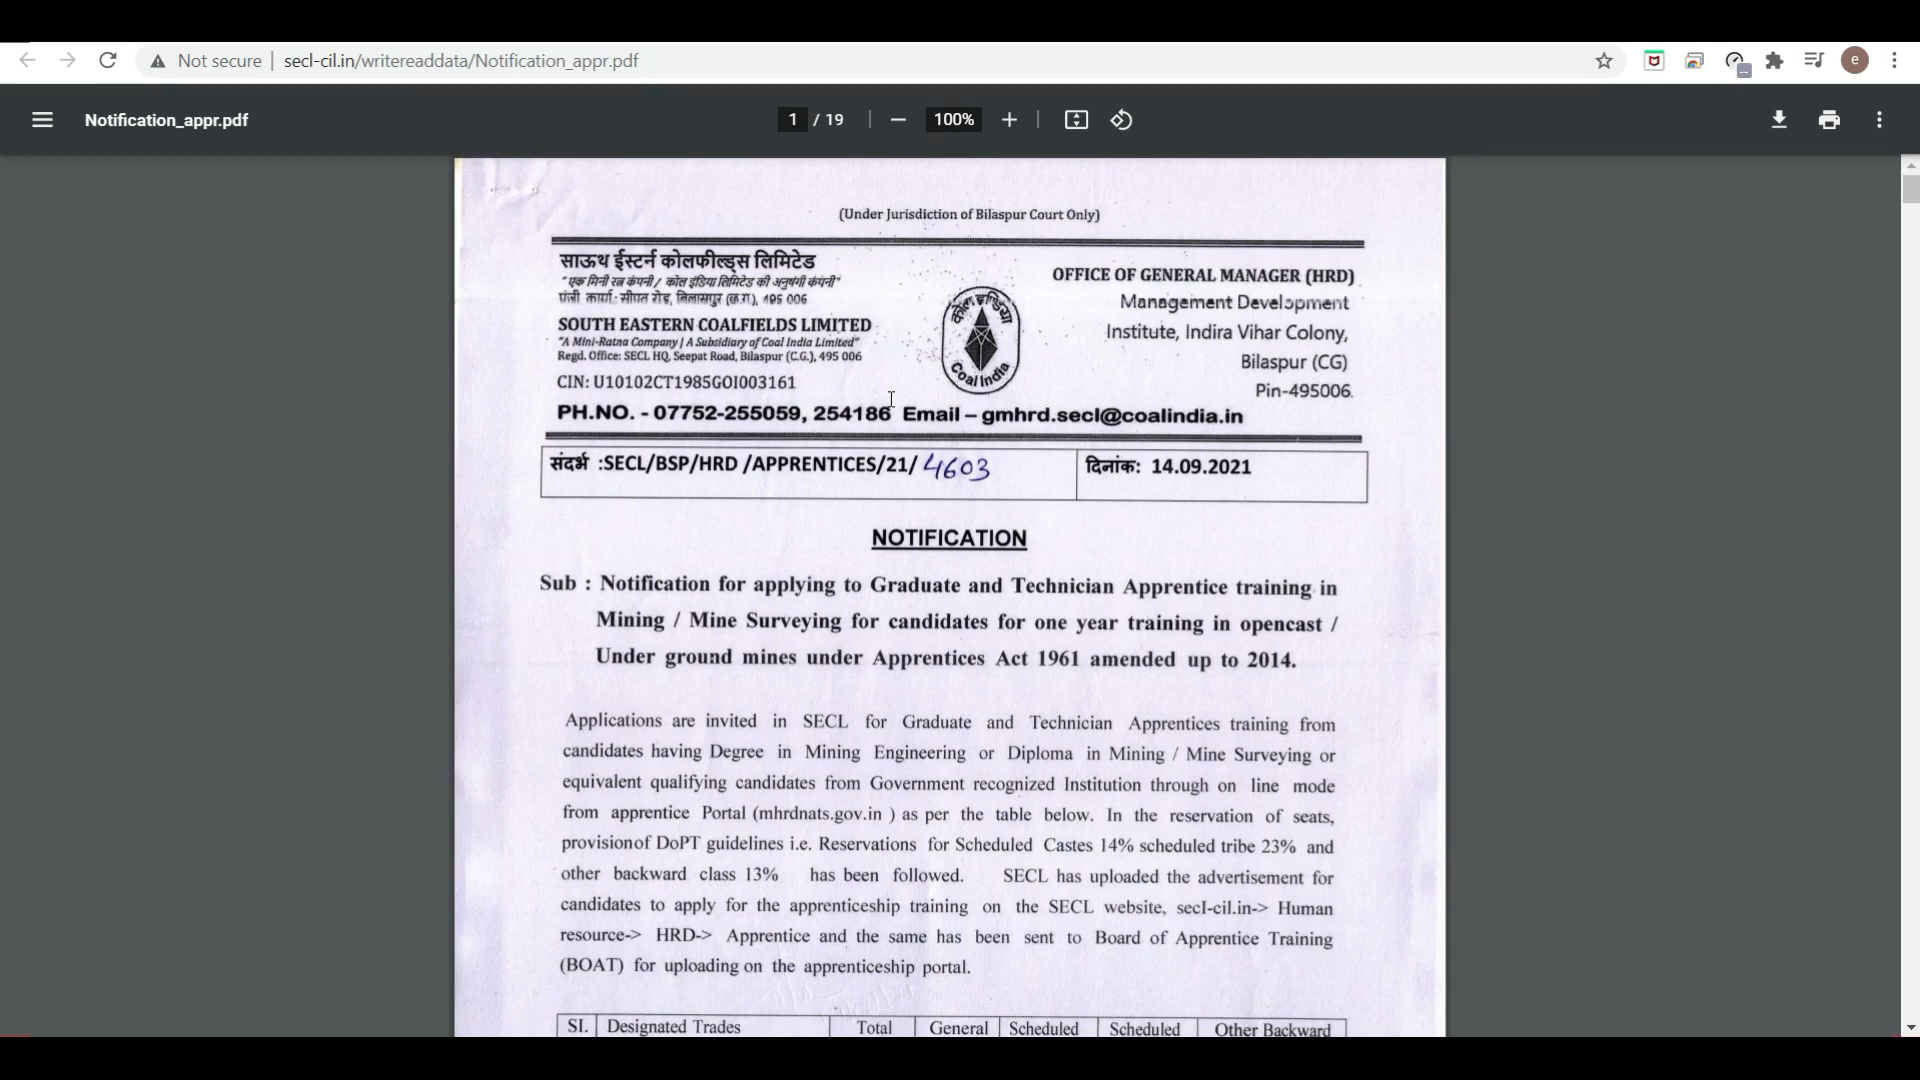 Not secure | secl-cil.in/writereaddata/Notification_appr.pdf
e
Notification_appr.pdf
1 / 19
100%
(Under Jurisdiction of Bilaspur Court Only)
साऊथ ईस्टर्न कोलफील्ड्स लिमिटेड
"एक मिनी रत्न कंपनी / कोल इंडिया लिमिटेड की अनुषंगी कंपनी"
पंजी कार्या.-सीपत रोड, बिलासपुर (छ.ग.), 495 006
SOUTH EASTERN COALFIELDS LIMITED
"A Mini-Ratna Company | A Subsidiary of Coal India Limited"
Regd. Office: SECL HQ, Seepat Road, Bilaspur (C.G.), 495 006
CIN: U10102CT1985GOI003161
कोल इण्डिया
Coal India
OFFICE OF GENERAL MANAGER (HRD)
Management Development
Institute, Indira Vihar Colony,
Bilaspur (CG)
Pin-495006.
PH.NO. - 07752-255059, 254186 Email – gmhrd.secl@coalindia.in
संदर्भ :SECL/BSP/HRD /APPRENTICES/21/ 4603
दिनांक: 14.09.2021
NOTIFICATION
Sub : Notification for applying to Graduate and Technician Apprentice training in
Mining / Mine Surveying for candidates for one year training in opencast /
Under ground mines under Apprentices Act 1961 amended up to 2014.
Applications are invited in SECL for Graduate and Technician Apprentices training from
candidates having Degree in Mining Engineering or Diploma in Mining / Mine Surveying or
equivalent qualifying candidates from Government recognized Institution through on line mode
from apprentice Portal (mhrdnats.gov.in ) as per the table below. In the reservation of seats,
provisionof DoPT guidelines i.e. Reservations for Scheduled Castes 14% scheduled tribe 23% and
other backward class 13% has been followed. SECL has uploaded the advertisement for
candidates to apply for the apprenticeship training on the SECL website, secI-cil.in-> Human
resource-> HRD-> Apprentice and the same has been sent to Board of Apprentice Training
(BOAT) for uploading on the apprenticeship portal.
SI. Designated Trades Total General Scheduled Scheduled Other Backward